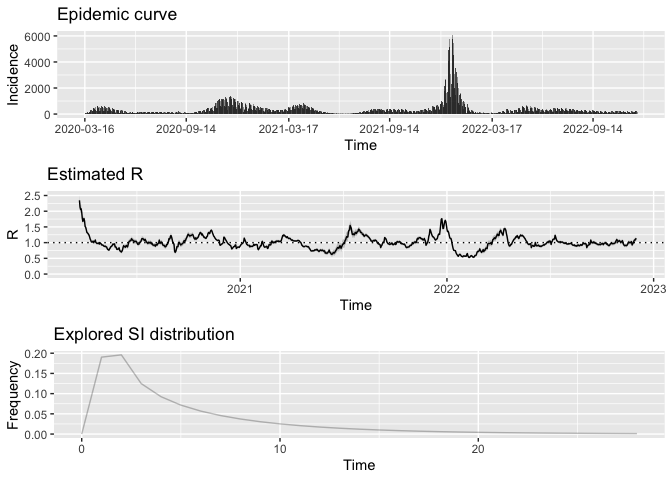 Epidemic curve
6000
4000
2000
0
Incidence
2020-03-16 2020-09-14 2021-03-17 2021-09-14 2022-03-17 2022-09-14
Time
Estimated R
2.5
2.0
1.5
1.0
0.5
0.0
R
2021 2022 2023
Time
Explored SI distribution
0.20
0.15
0.10
0.05
0.00
Frequency
0 10 20
Time